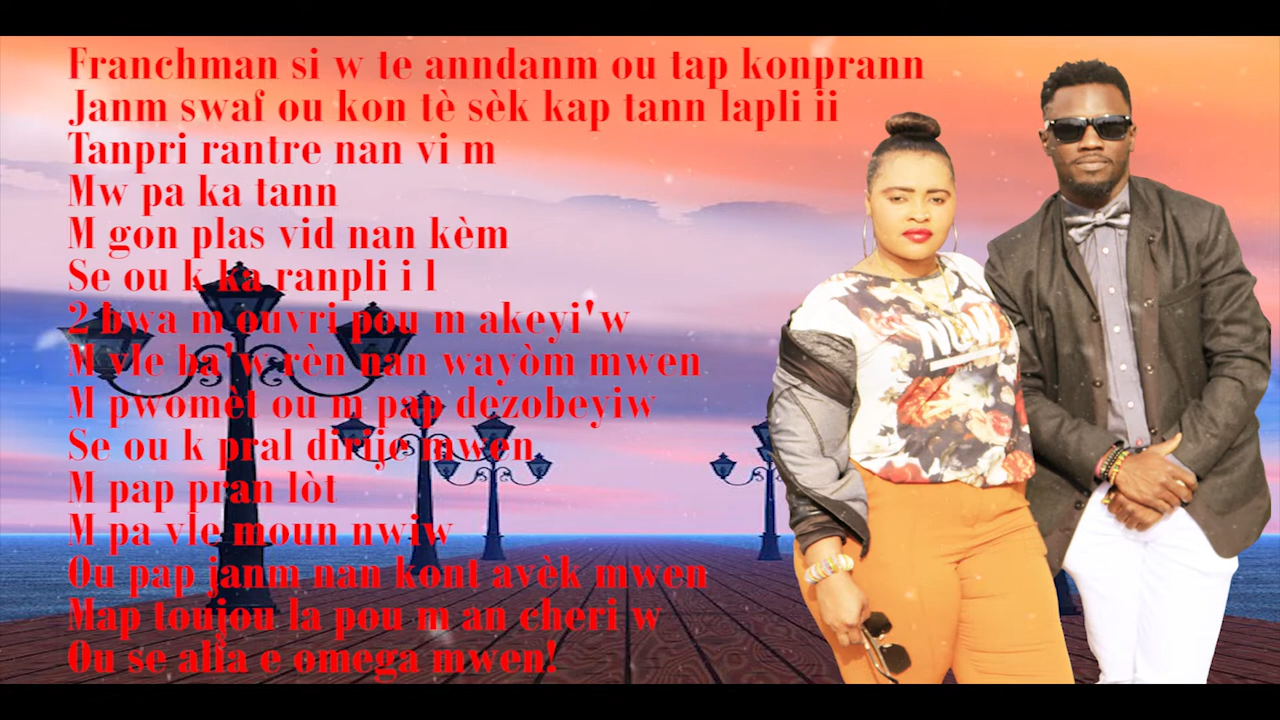 Franchman si w te anndanm ou tap konprann
Janm swaf ou kon tè sèk kap tann lapli ii
Tanpri rantre nan vi m
Mw pa ka tann
M gon plas vid nan kèm
Se ou k ka ranpli i l
2 bwa m ouvri pou m akeyi'w
M vle ba'w rèn nan wayòm mwen
M pwomèt ou m pap dezobeyiw
Se ou k pral dirije mwen
M pap pran lòt
M pa vle moun nwiw
Ou pap janm nan kont avèk mwen
Map toujou la pou m an cheri w
Ou se alfa e omega mwen!